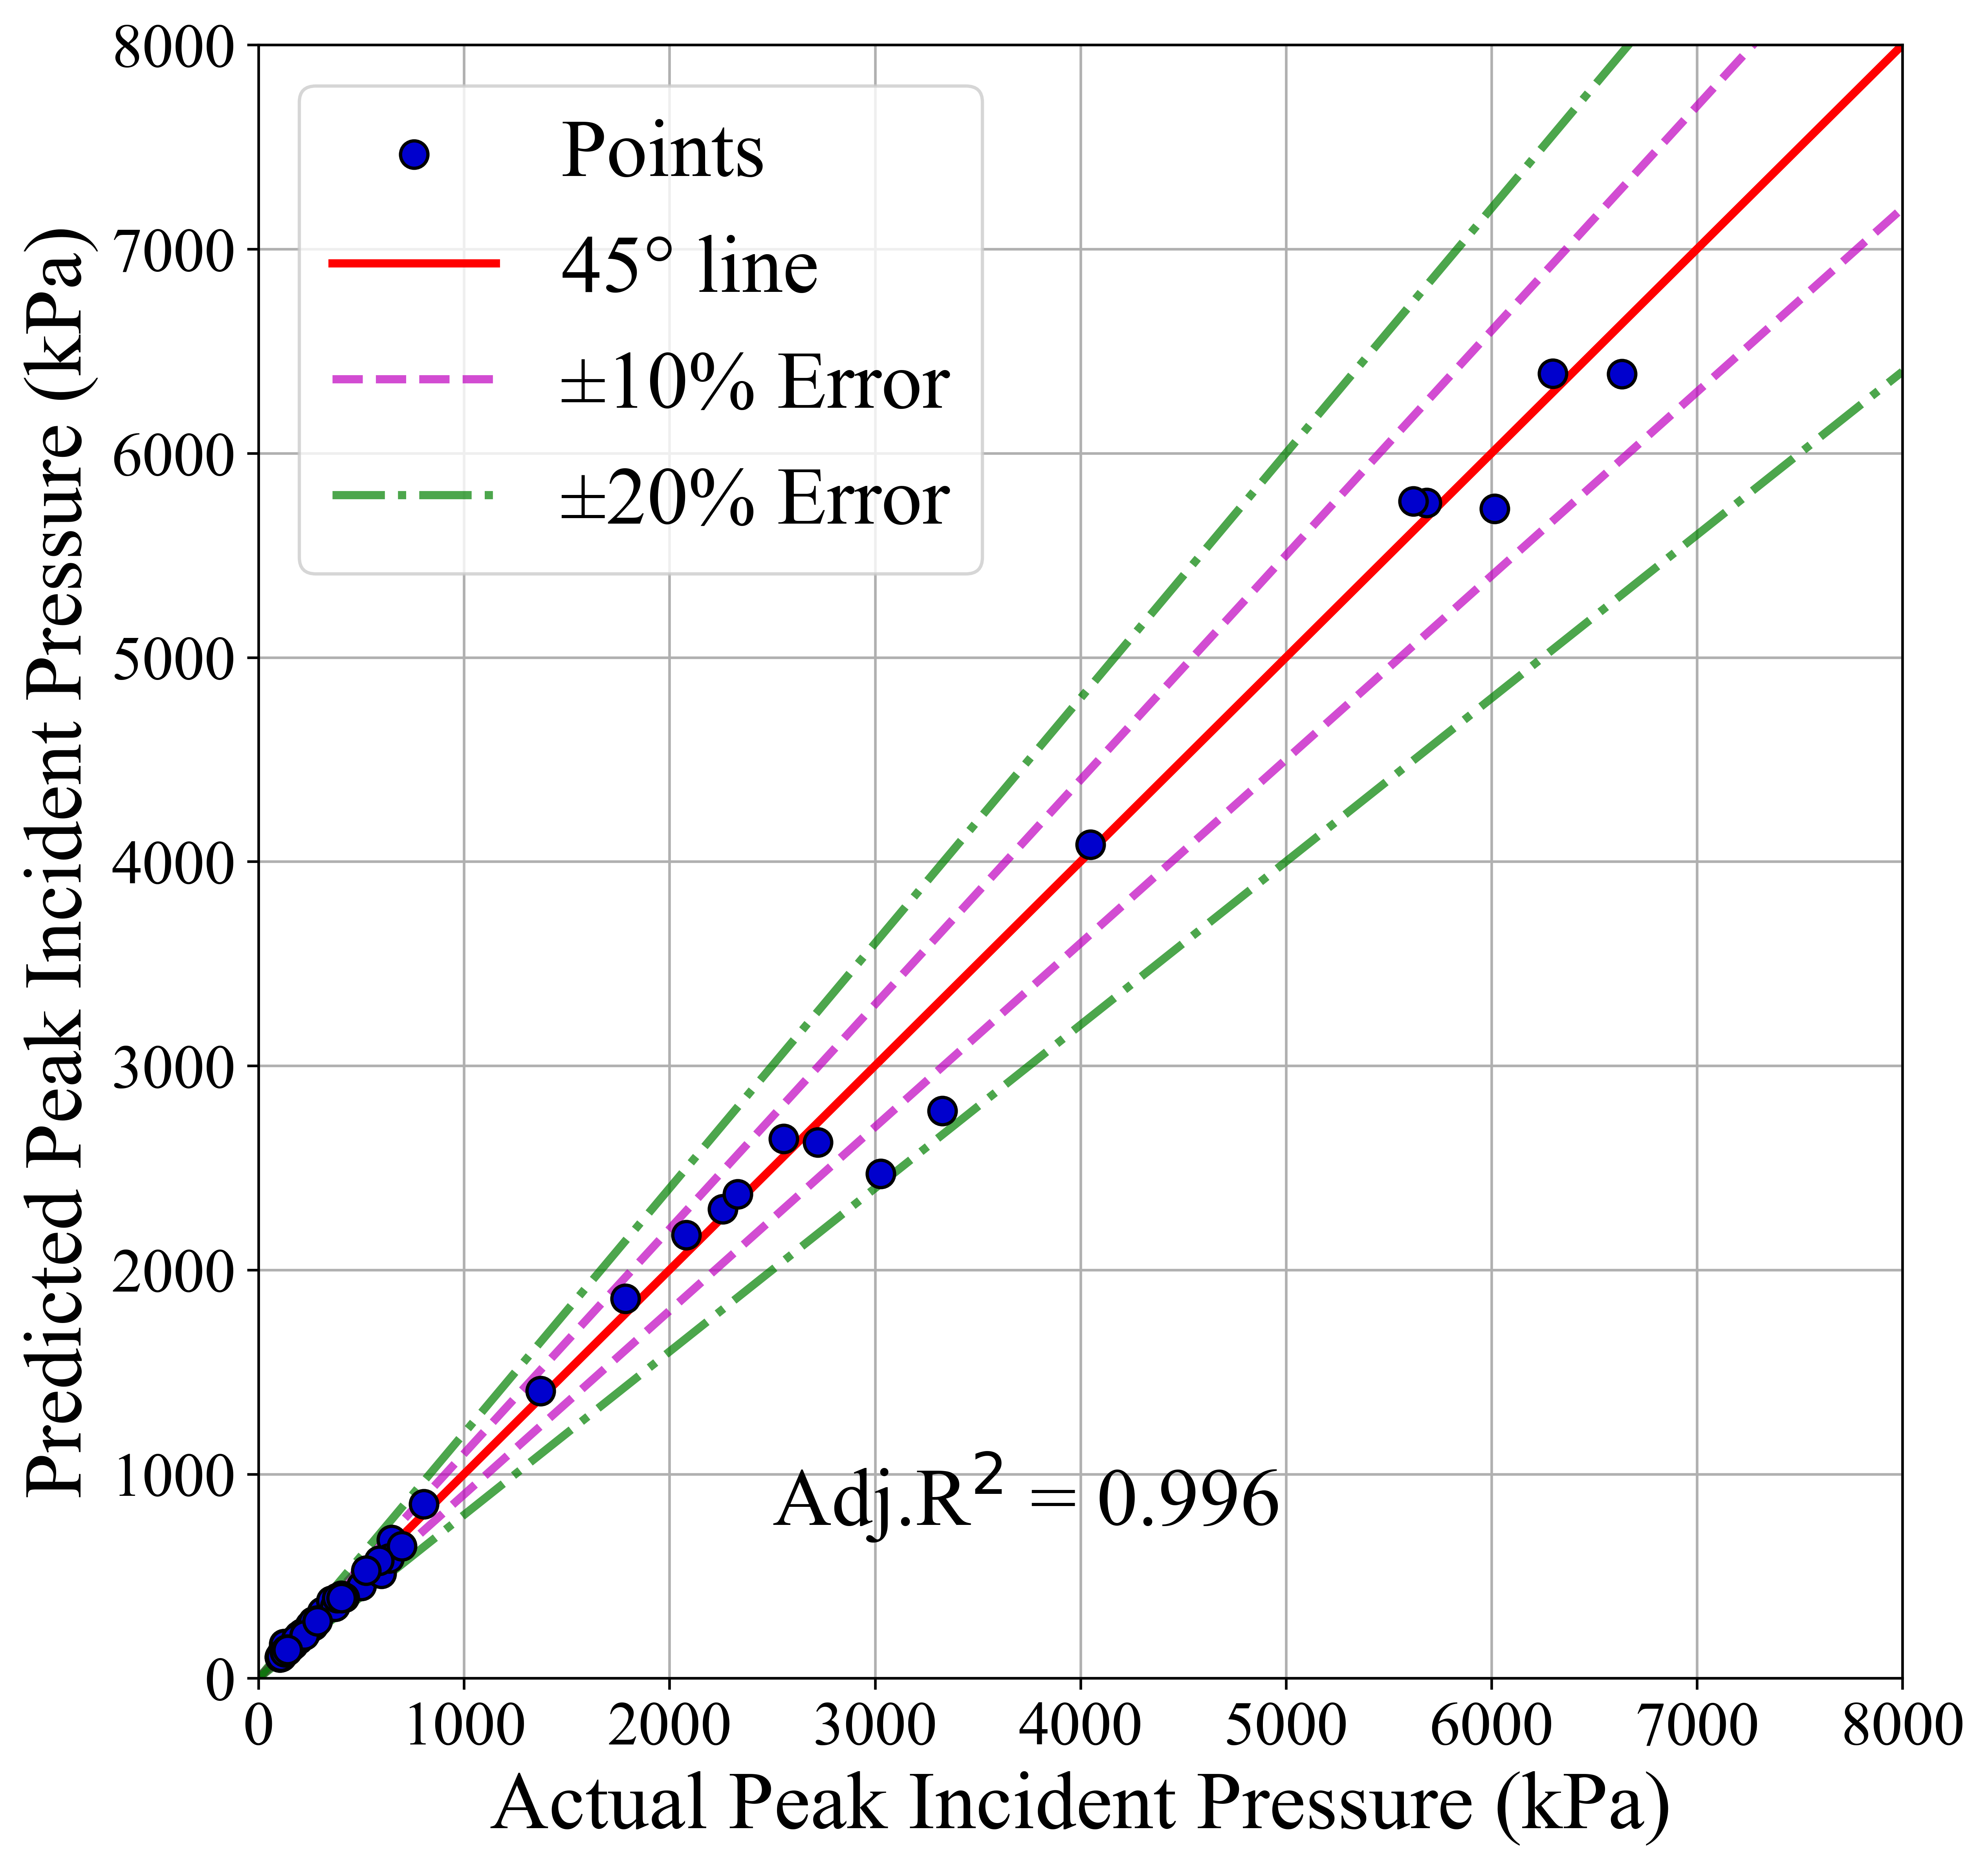 8000
7000
6000
5000
4000
3000
2000
1000
0
Predicted Peak Incident Pressure (kPa)
Points
45° line
±10% Error
±20% Error
Adj.R² = 0.996
0 1000 2000 3000 4000 5000 6000 7000 8000
Actual Peak Incident Pressure (kPa)